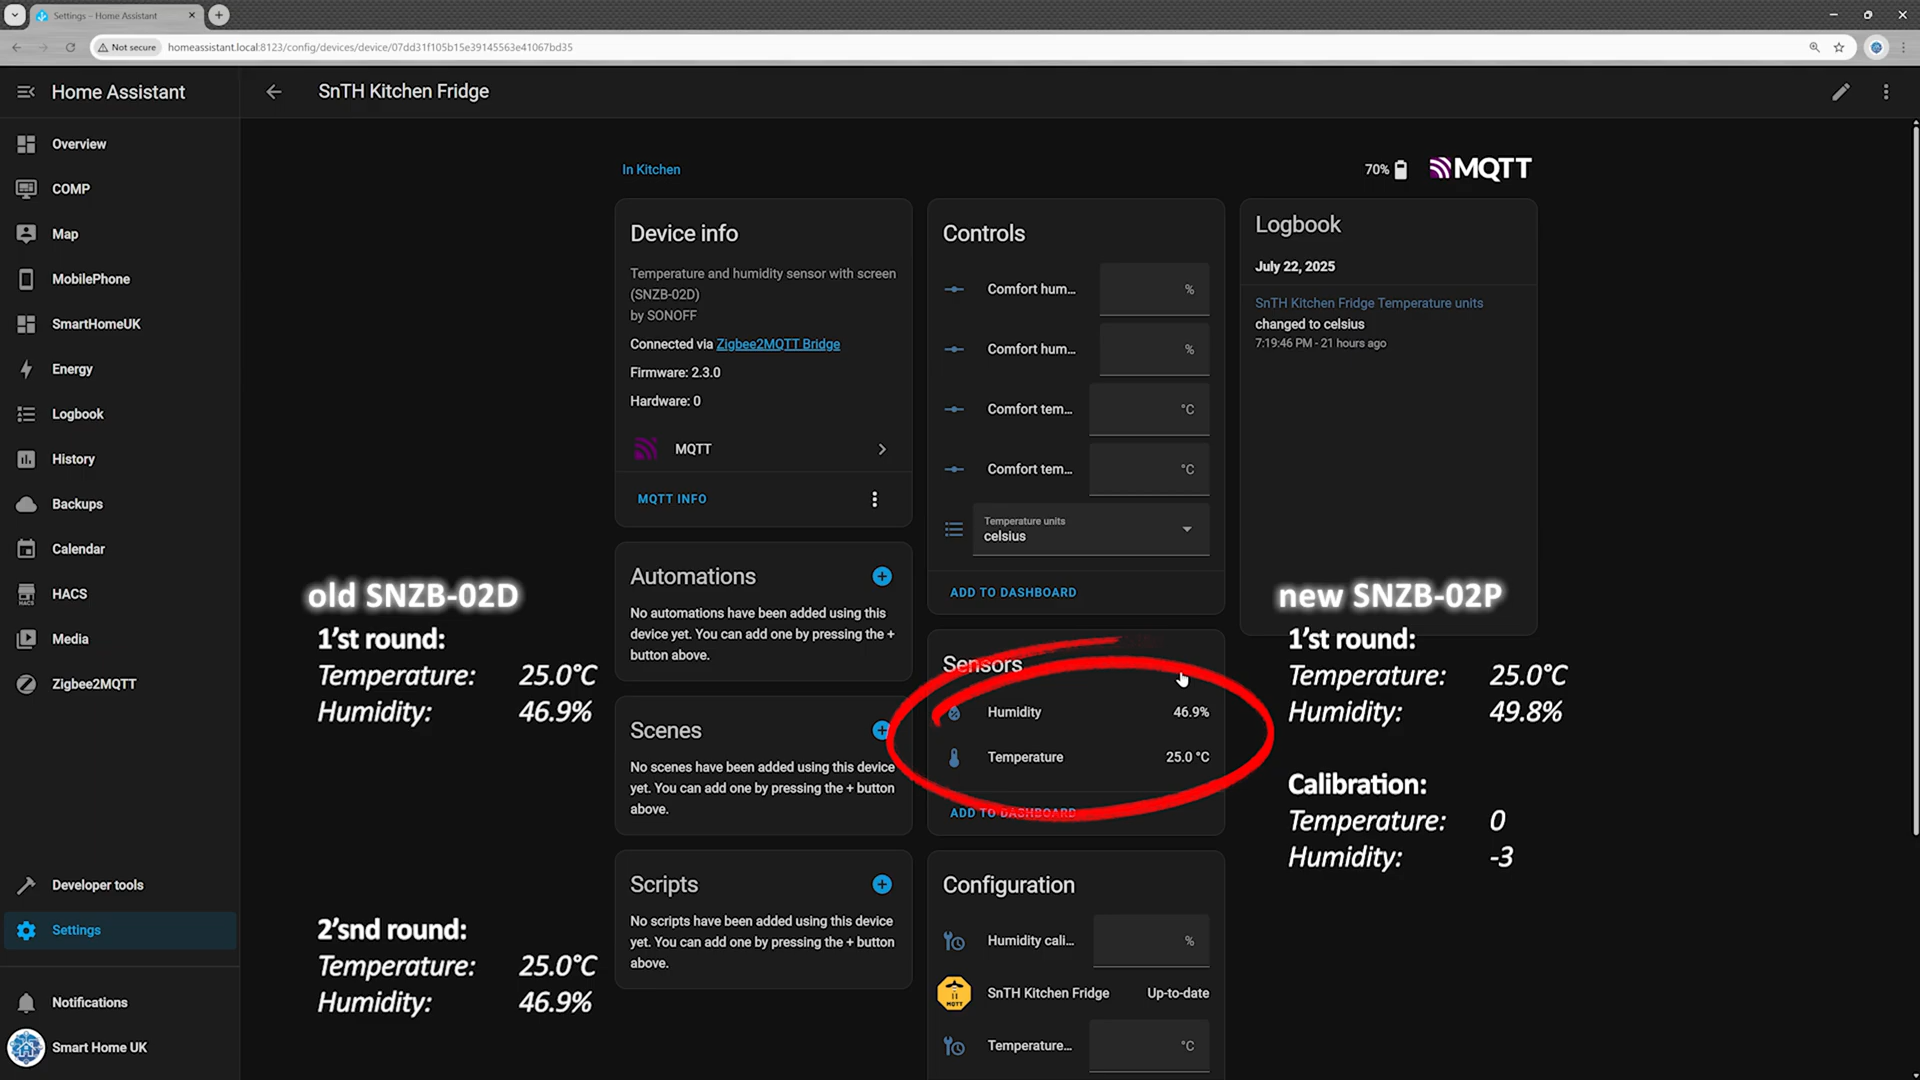 Settings – Home Assistant
Not secure
homeassistant.local:8123/config/devices/device/07dd31f105b15e39145563e41067bd35
Home Assistant
SnTH Kitchen Fridge
Overview
COMP
Map
MobilePhone
SmartHomeUK
Energy
Logbook
History
Backups
Calendar
HACS
HACS
Media
Zigbee2MQTT
Developer tools
Settings
Notifications
Smart Home UK
In Kitchen
70%
MQTT
Device info
Temperature and humidity sensor with screen
(SNZB-02D)
by SONOFF
Connected via Zigbee2MQTT Bridge
Firmware: 2.3.0
Hardware: 0
MQTT
MQTT INFO
Automations
No automations have been added using this
device yet. You can add one by pressing the +
button above.
Scenes
No scenes have been added using this device
yet. You can add one by pressing the + button
above.
Scripts
No scripts have been added using this device
yet. You can add one by pressing the + button
above.
Controls
Comfort hum... %
Comfort hum... %
Comfort tem... °C
Comfort tem... °C
Temperature units
celsius
ADD TO DASHBOARD
Sensors
Humidity 46.9%
Temperature 25.0 °C
ADD TO DASHBOARD
Configuration
Humidity cali... %
MQTT
SnTH Kitchen Fridge Up-to-date
Temperature... °C
Logbook
July 22, 2025
SnTH Kitchen Fridge Temperature units
changed to celsius
7:19:46 PM - 21 hours ago
old SNZB-02D
1'st round:
Temperature: 25.0°C
Humidity: 46.9%
2'snd round:
Temperature: 25.0°C
Humidity: 46.9%
new SNZB-02P
1'st round:
Temperature: 25.0°C
Humidity: 49.8%
Calibration:
Temperature: 0
Humidity: -3